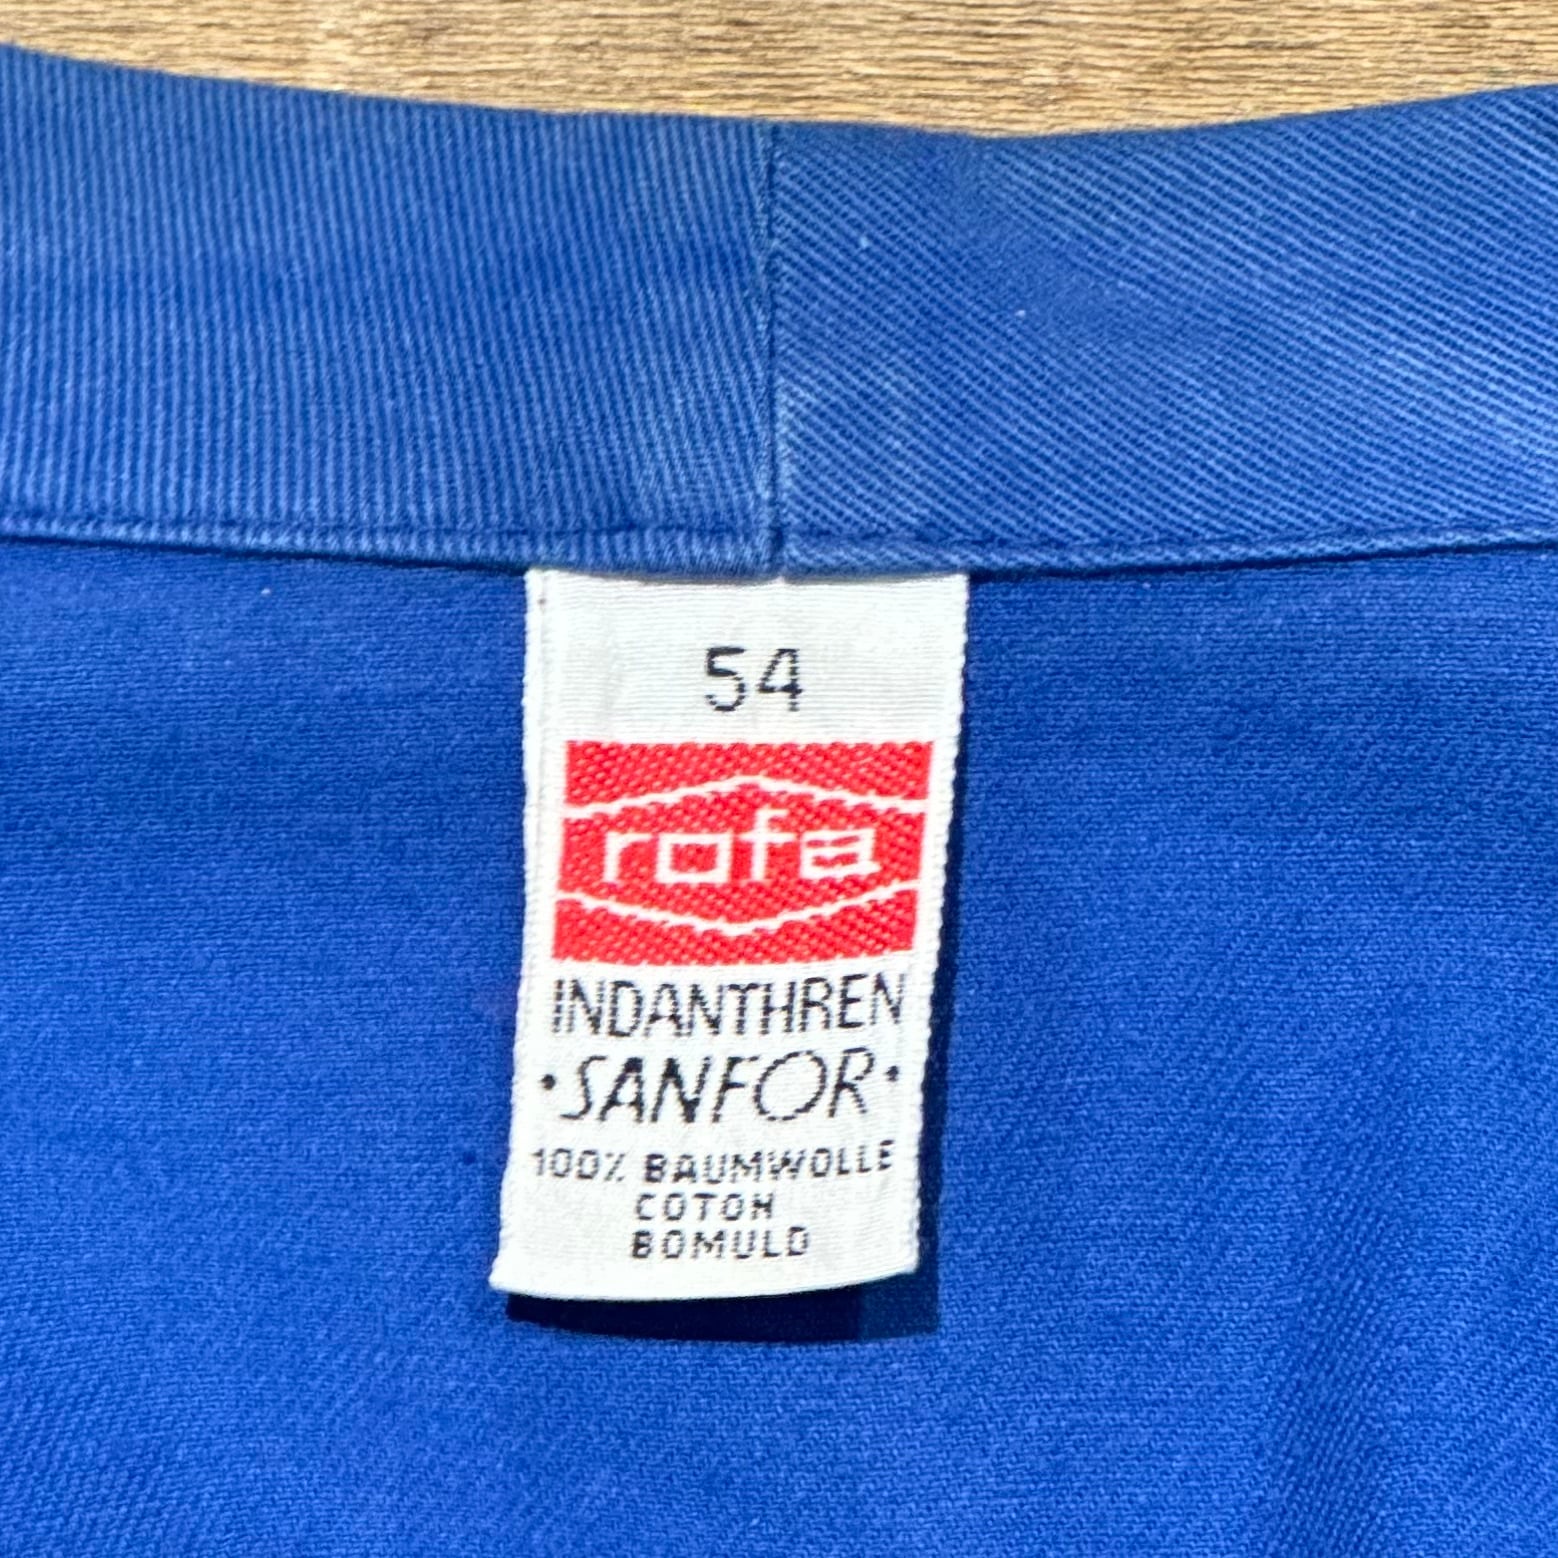 54
rofa
INDANTHREN
·SANFOR·
100% BAUMWOLLE
COTON
BOMULD